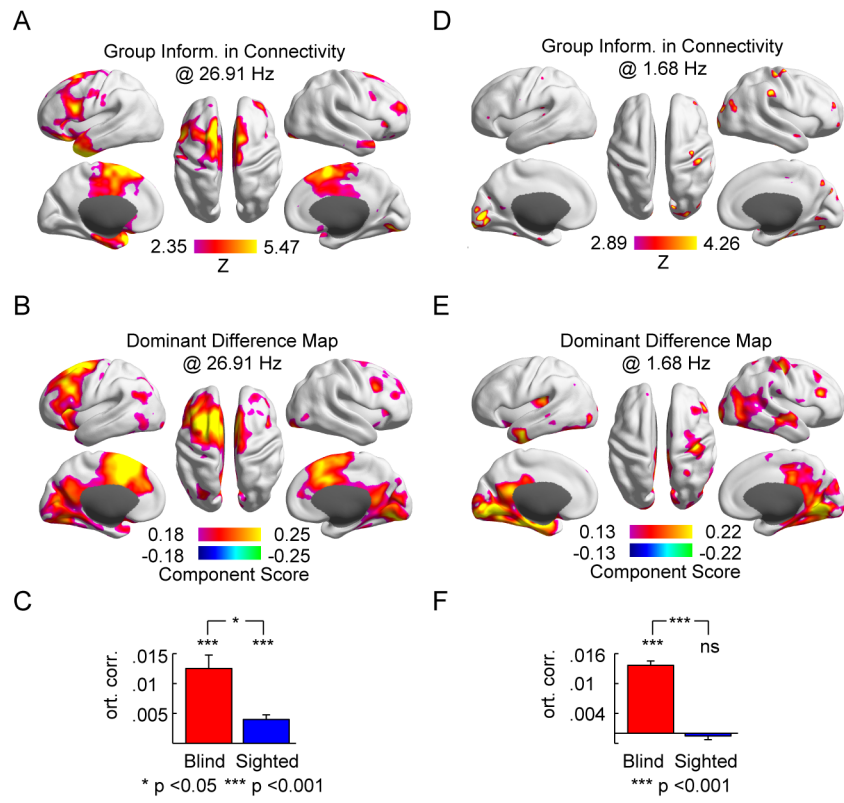 A
Group Inform. in Connectivity
@ 26.91 Hz
2.35 5.47
Z
B
Dominant Difference Map
@ 26.91 Hz
0.18 0.25
-0.18 -0.25
Component Score
C
* 
*** ***
.015
.01
.005
ort. corr.
Blind Sighted
* p <0.05 *** p <0.001
D
Group Inform. in Connectivity
@ 1.68 Hz
2.89 4.26
Z
E
Dominant Difference Map
@ 1.68 Hz
0.13 0.22
-0.13 -0.22
Component Score
F
***
*** ns
.016
.01
.004
ort. corr.
Blind Sighted
*** p <0.001